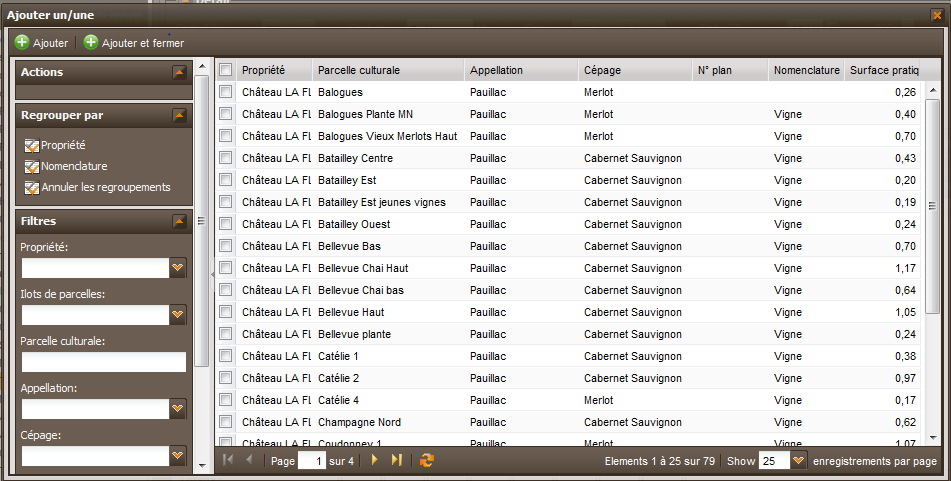 Ajouter un/une
Ajouter Ajouter et fermer
Actions
Regrouper par
Propriété
Nomenclature
Annuler les regroupements
Filtres
Propriété:
Ilots de parcelles:
Parcelle culturale:
Appellation:
Cépage:
Propriété Parcelle culturale Appellation Cépage N° plan Nomenclature Surface pratiq
Château LA FL Balogues Pauillac Merlot 0,26
Château LA FL Balogues Plante MN Pauillac Merlot Vigne 0,40
Château LA FL Balogues Vieux Merlots Haut Pauillac Merlot Vigne 0,70
Château LA FL Batailley Centre Pauillac Cabernet Sauvignon Vigne 0,43
Château LA FL Batailley Est Pauillac Cabernet Sauvignon Vigne 0,20
Château LA FL Batailley Est jeunes vignes Pauillac Cabernet Sauvignon Vigne 0,19
Château LA FL Batailley Ouest Pauillac Cabernet Sauvignon Vigne 0,24
Château LA FL Bellevue Bas Pauillac Cabernet Sauvignon Vigne 0,70
Château LA FL Bellevue Chai Haut Pauillac Cabernet Sauvignon Vigne 1,17
Château LA FL Bellevue Chai bas Pauillac Cabernet Sauvignon Vigne 0,64
Château LA FL Bellevue Haut Pauillac Cabernet Sauvignon Vigne 1,05
Château LA FL Bellevue plante Pauillac Cabernet Sauvignon Vigne 0,24
Château LA FL Catélie 1 Pauillac Cabernet Sauvignon Vigne 0,38
Château LA FL Catélie 2 Pauillac Cabernet Sauvignon Vigne 0,97
Château LA FL Catélie 4 Pauillac Merlot Vigne 0,17
Château LA FL Champagne Nord Pauillac Cabernet Sauvignon Vigne 0,62
Château LA FL Coudonney 1 Pauillac Merlot Vigne 1,07
Page 1 sur 4 Elements 1 à 25 sur 79 Show 25 enregistrements par page